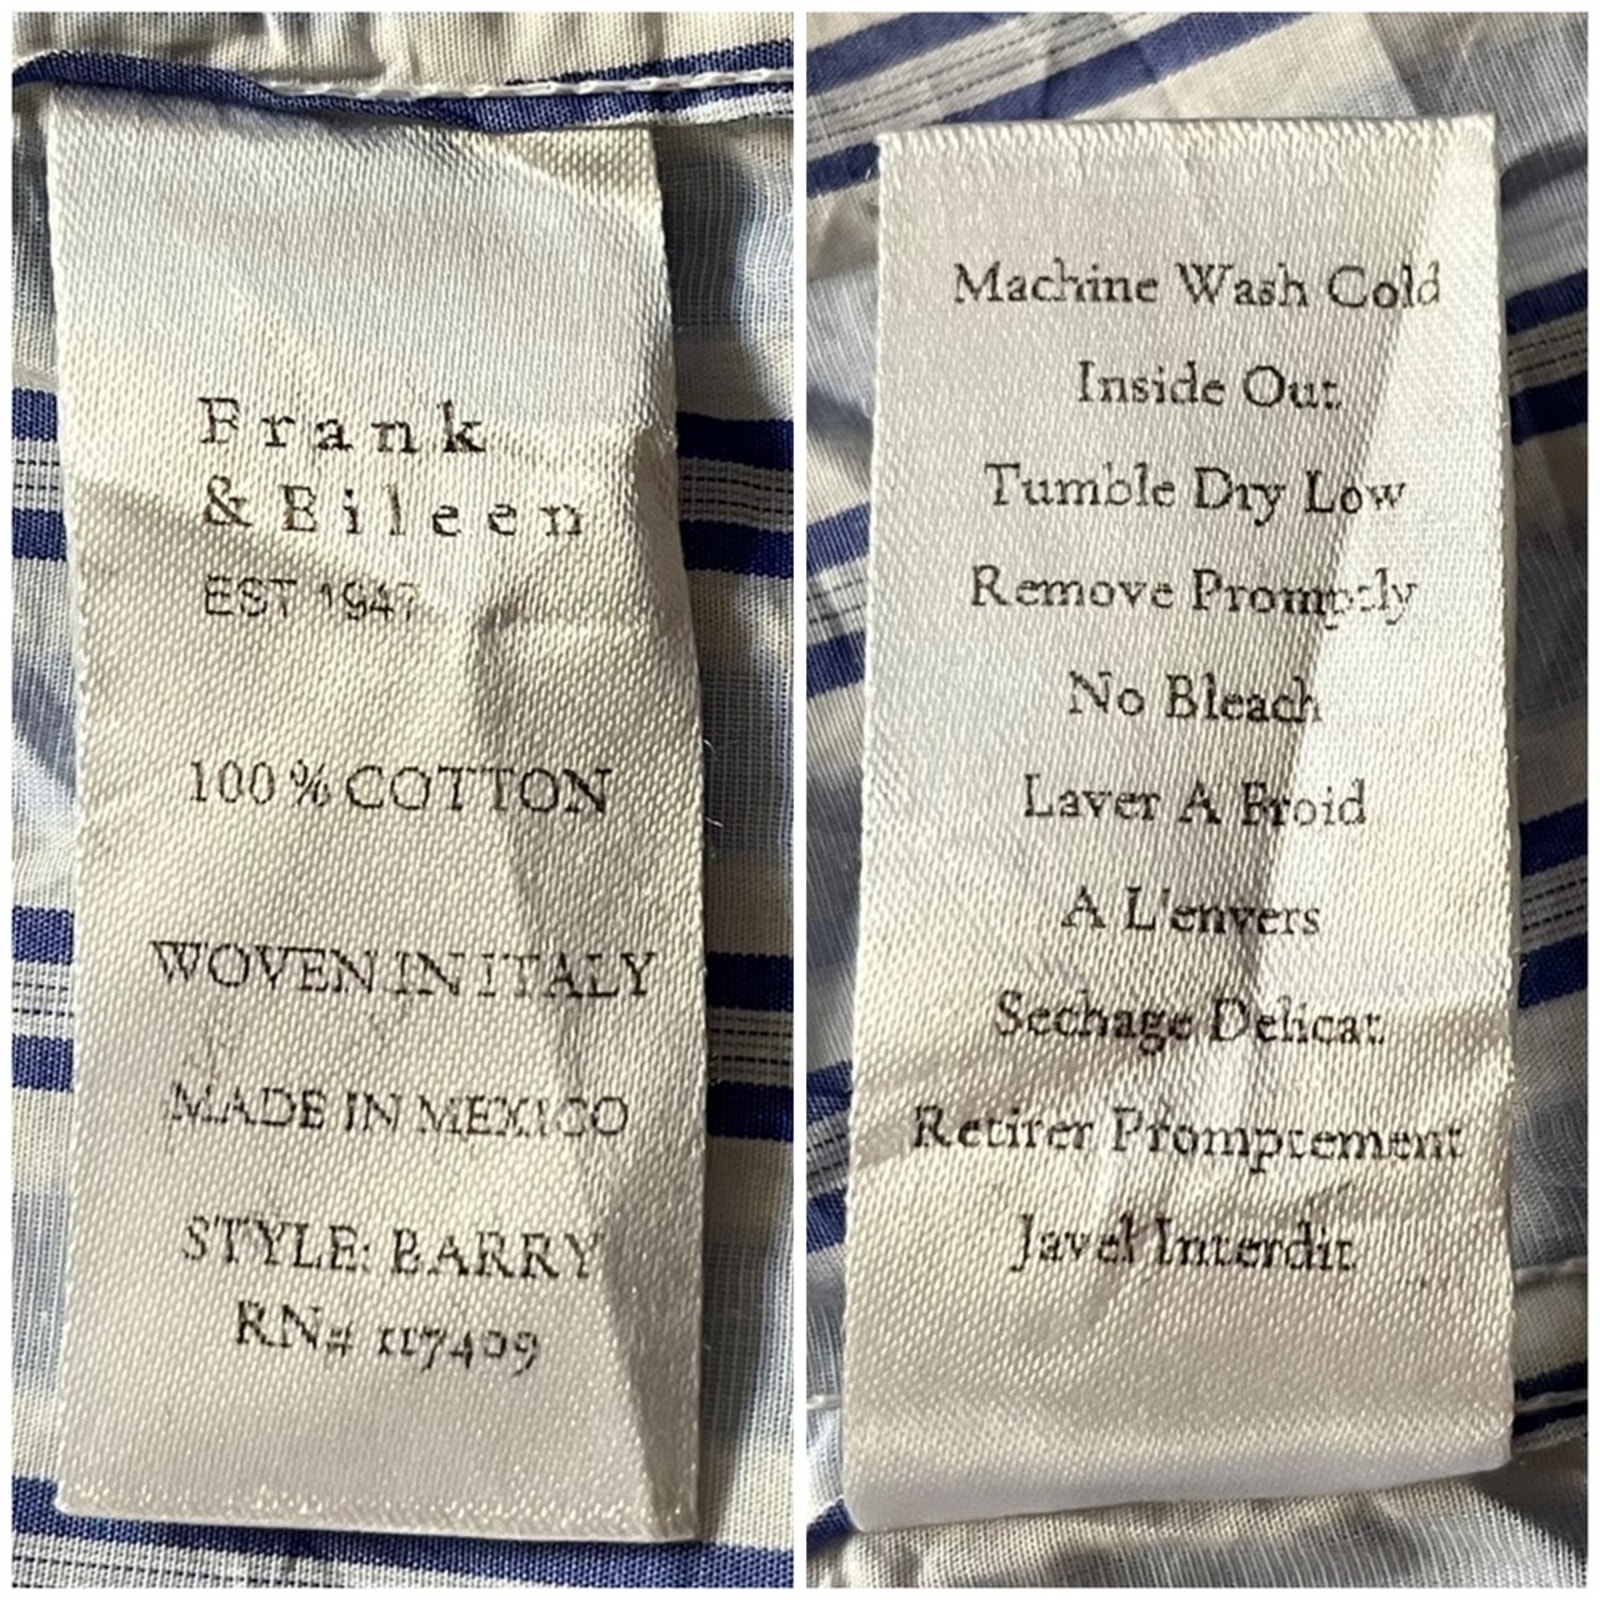 Frank
& Eileen
EST 1947
100% COTTON
WOVEN IN ITALY
MADE IN MEXICO
STYLE: BARRY
RN# 117409
Machine Wash Cold
Inside Out
Tumble Dry Low
Remove Promptly
No Bleach
Laver A Froid
A L'envers
Sechage Delicat
Retirer Promptement
Javel Interdit